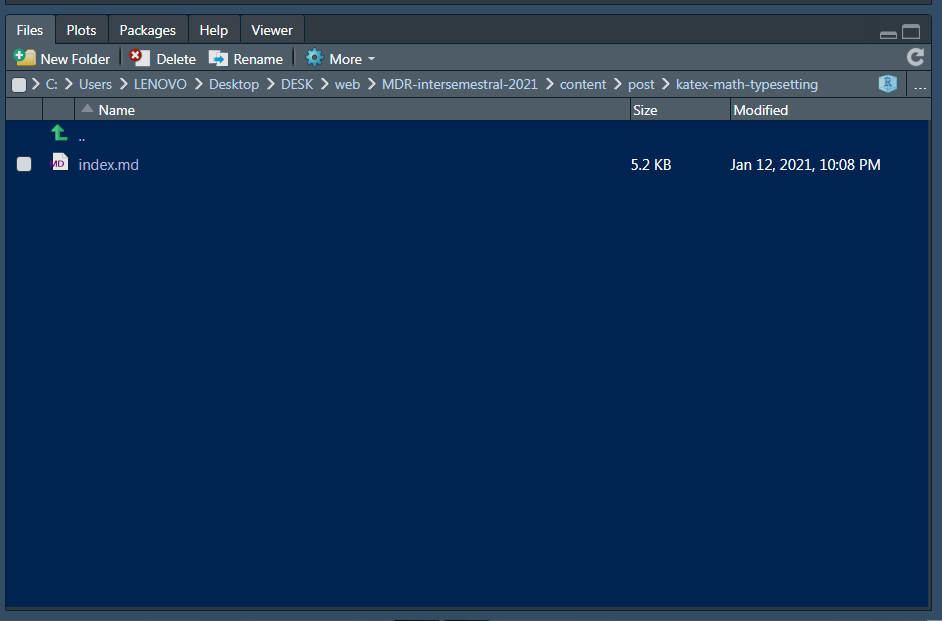 Files Plots Packages Help Viewer
New Folder Delete Rename More
C: Users LENOVO Desktop DESK web MDR-intersemestral-2021 content post katex-math-typesetting R ...
Name Size Modified
..
MD index.md 5.2 KB Jan 12, 2021, 10:08 PM